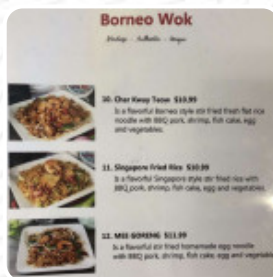 Borneo Wok
10. Char Kway Teow $10.99
Is a flavorful Borneo style stir fried fresh flat rice
noodle with BBQ pork, shrimp, fish cake, egg
and vegetables.
11. Singapore Fried Rice $10.99
Is a flavorful Singapore style stir fried rice with
BBQ pork, shrimp, fish cake, egg and vegetables.
12. MEE GORENG $11.99
Is a flavorful stir fried homemade egg noodle
with BBQ pork, shrimp, fish cake, egg and vegetable